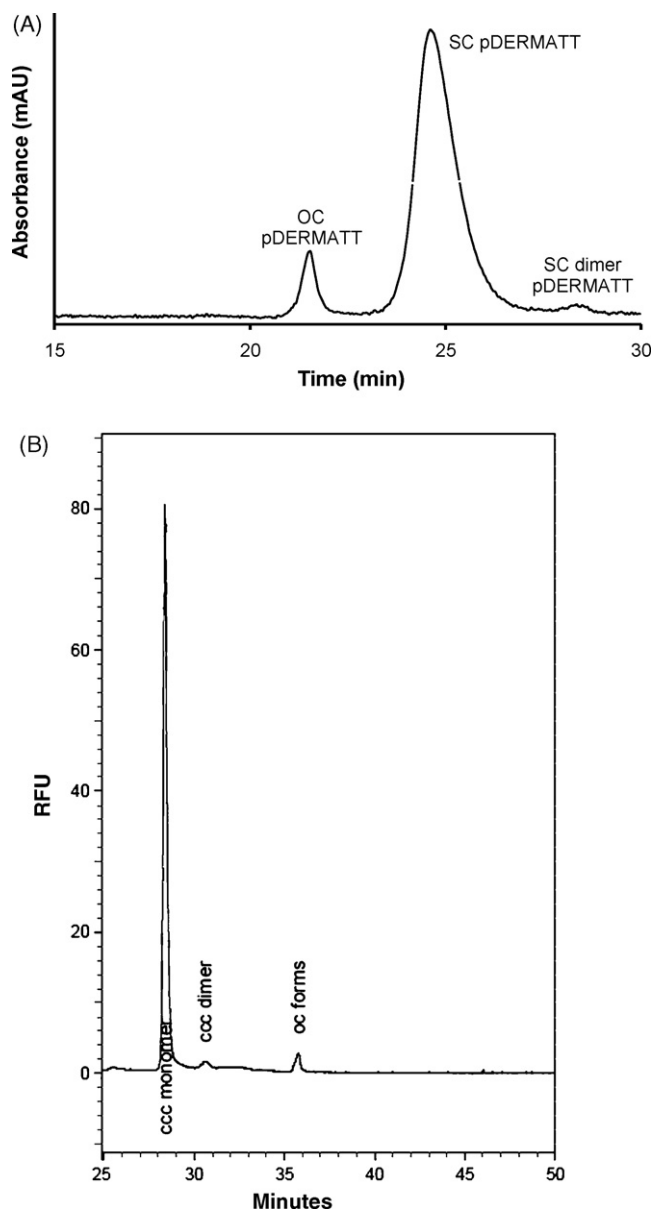 (A)
Absorbance (mAU)
SC pDERMATT
OC
pDERMATT
SC dimer
pDERMATT
15
20
25
30
Time (min)
(B)
RFU
80
60
40
20
0
ccc monomer
ccc dimer
oc forms
25
30
35
40
45
50
Minutes